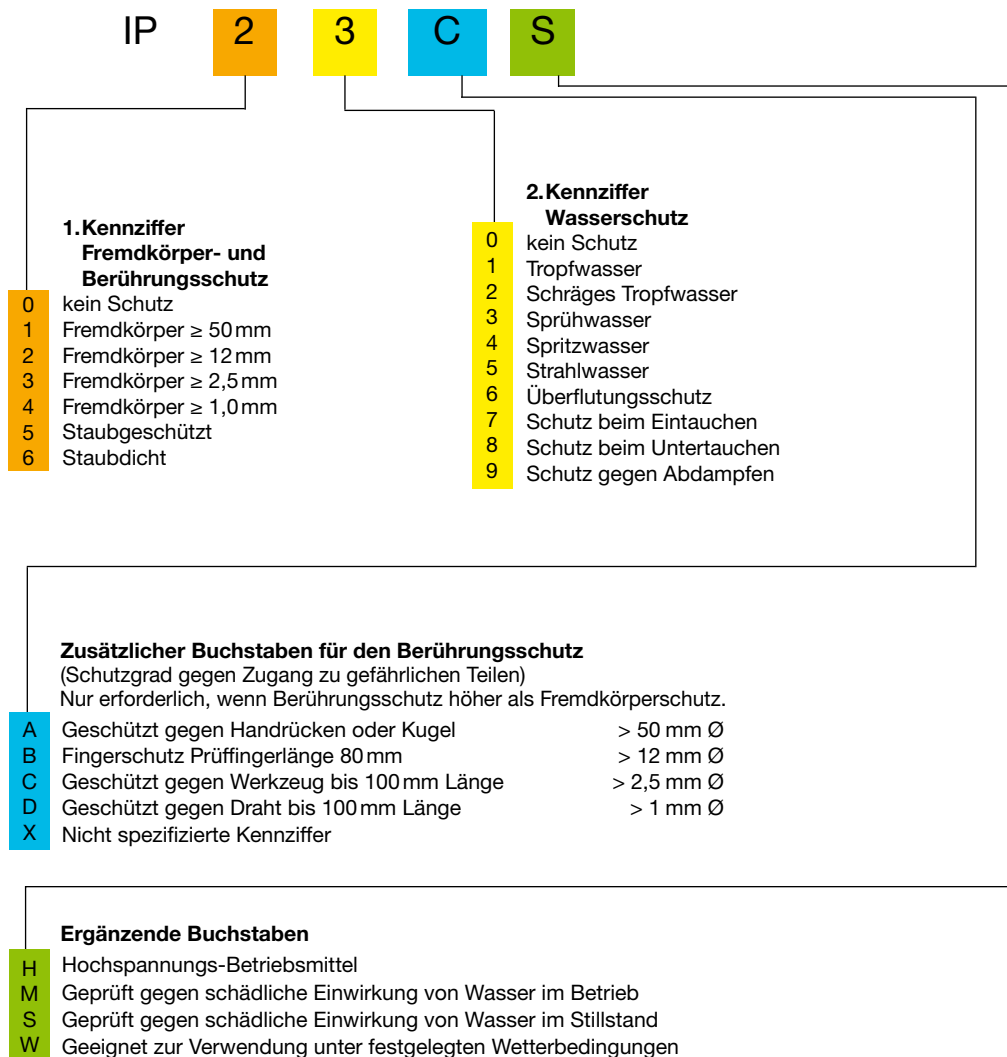 IP 2 3 C S
1. Kennziffer
Fremdkörper- und
Berührungsschutz
0 kein Schutz
1 Fremdkörper ≥ 50 mm
2 Fremdkörper ≥ 12 mm
3 Fremdkörper ≥ 2,5 mm
4 Fremdkörper ≥ 1,0 mm
5 Staubgeschützt
6 Staubdicht
2. Kennziffer
Wasserschutz
0 kein Schutz
1 Tropfwasser
2 Schräges Tropfwasser
3 Sprühwasser
4 Spritzwasser
5 Strahlwasser
6 Überflutungsschutz
7 Schutz beim Eintauchen
8 Schutz beim Untertauchen
9 Schutz gegen Abdampfen
Zusätzlicher Buchstaben für den Berührungsschutz
(Schutzgrad gegen Zugang zu gefährlichen Teilen)
Nur erforderlich, wenn Berührungsschutz höher als Fremdkörperschutz.
A Geschützt gegen Handrücken oder Kugel > 50 mm Ø
B Fingerschutz Prüffingerlänge 80 mm > 12 mm Ø
C Geschützt gegen Werkzeug bis 100 mm Länge > 2,5 mm Ø
D Geschützt gegen Draht bis 100 mm Länge > 1 mm Ø
X Nicht spezifizierte Kennziffer
Ergänzende Buchstaben
H Hochspannungs-Betriebsmittel
M Geprüft gegen schädliche Einwirkung von Wasser im Betrieb
S Geprüft gegen schädliche Einwirkung von Wasser im Stillstand
W Geeignet zur Verwendung unter festgelegten Wetterbedingungen